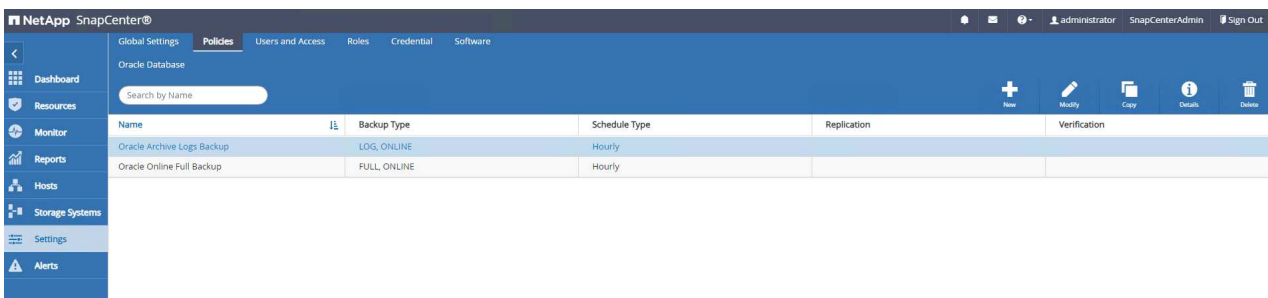 NetApp SnapCenter®
administrator SnapCenterAdmin Sign Out
Global Settings Policies Users and Access Roles Credential Software
Oracle Database
Search by Name
New Modify Copy Details Delete
Dashboard
Resources
Monitor
Reports
Hosts
Storage Systems
Settings
Alerts
Name Backup Type Schedule Type Replication Verification
Oracle Archive Logs Backup LOG, ONLINE Hourly
Oracle Online Full Backup FULL, ONLINE Hourly